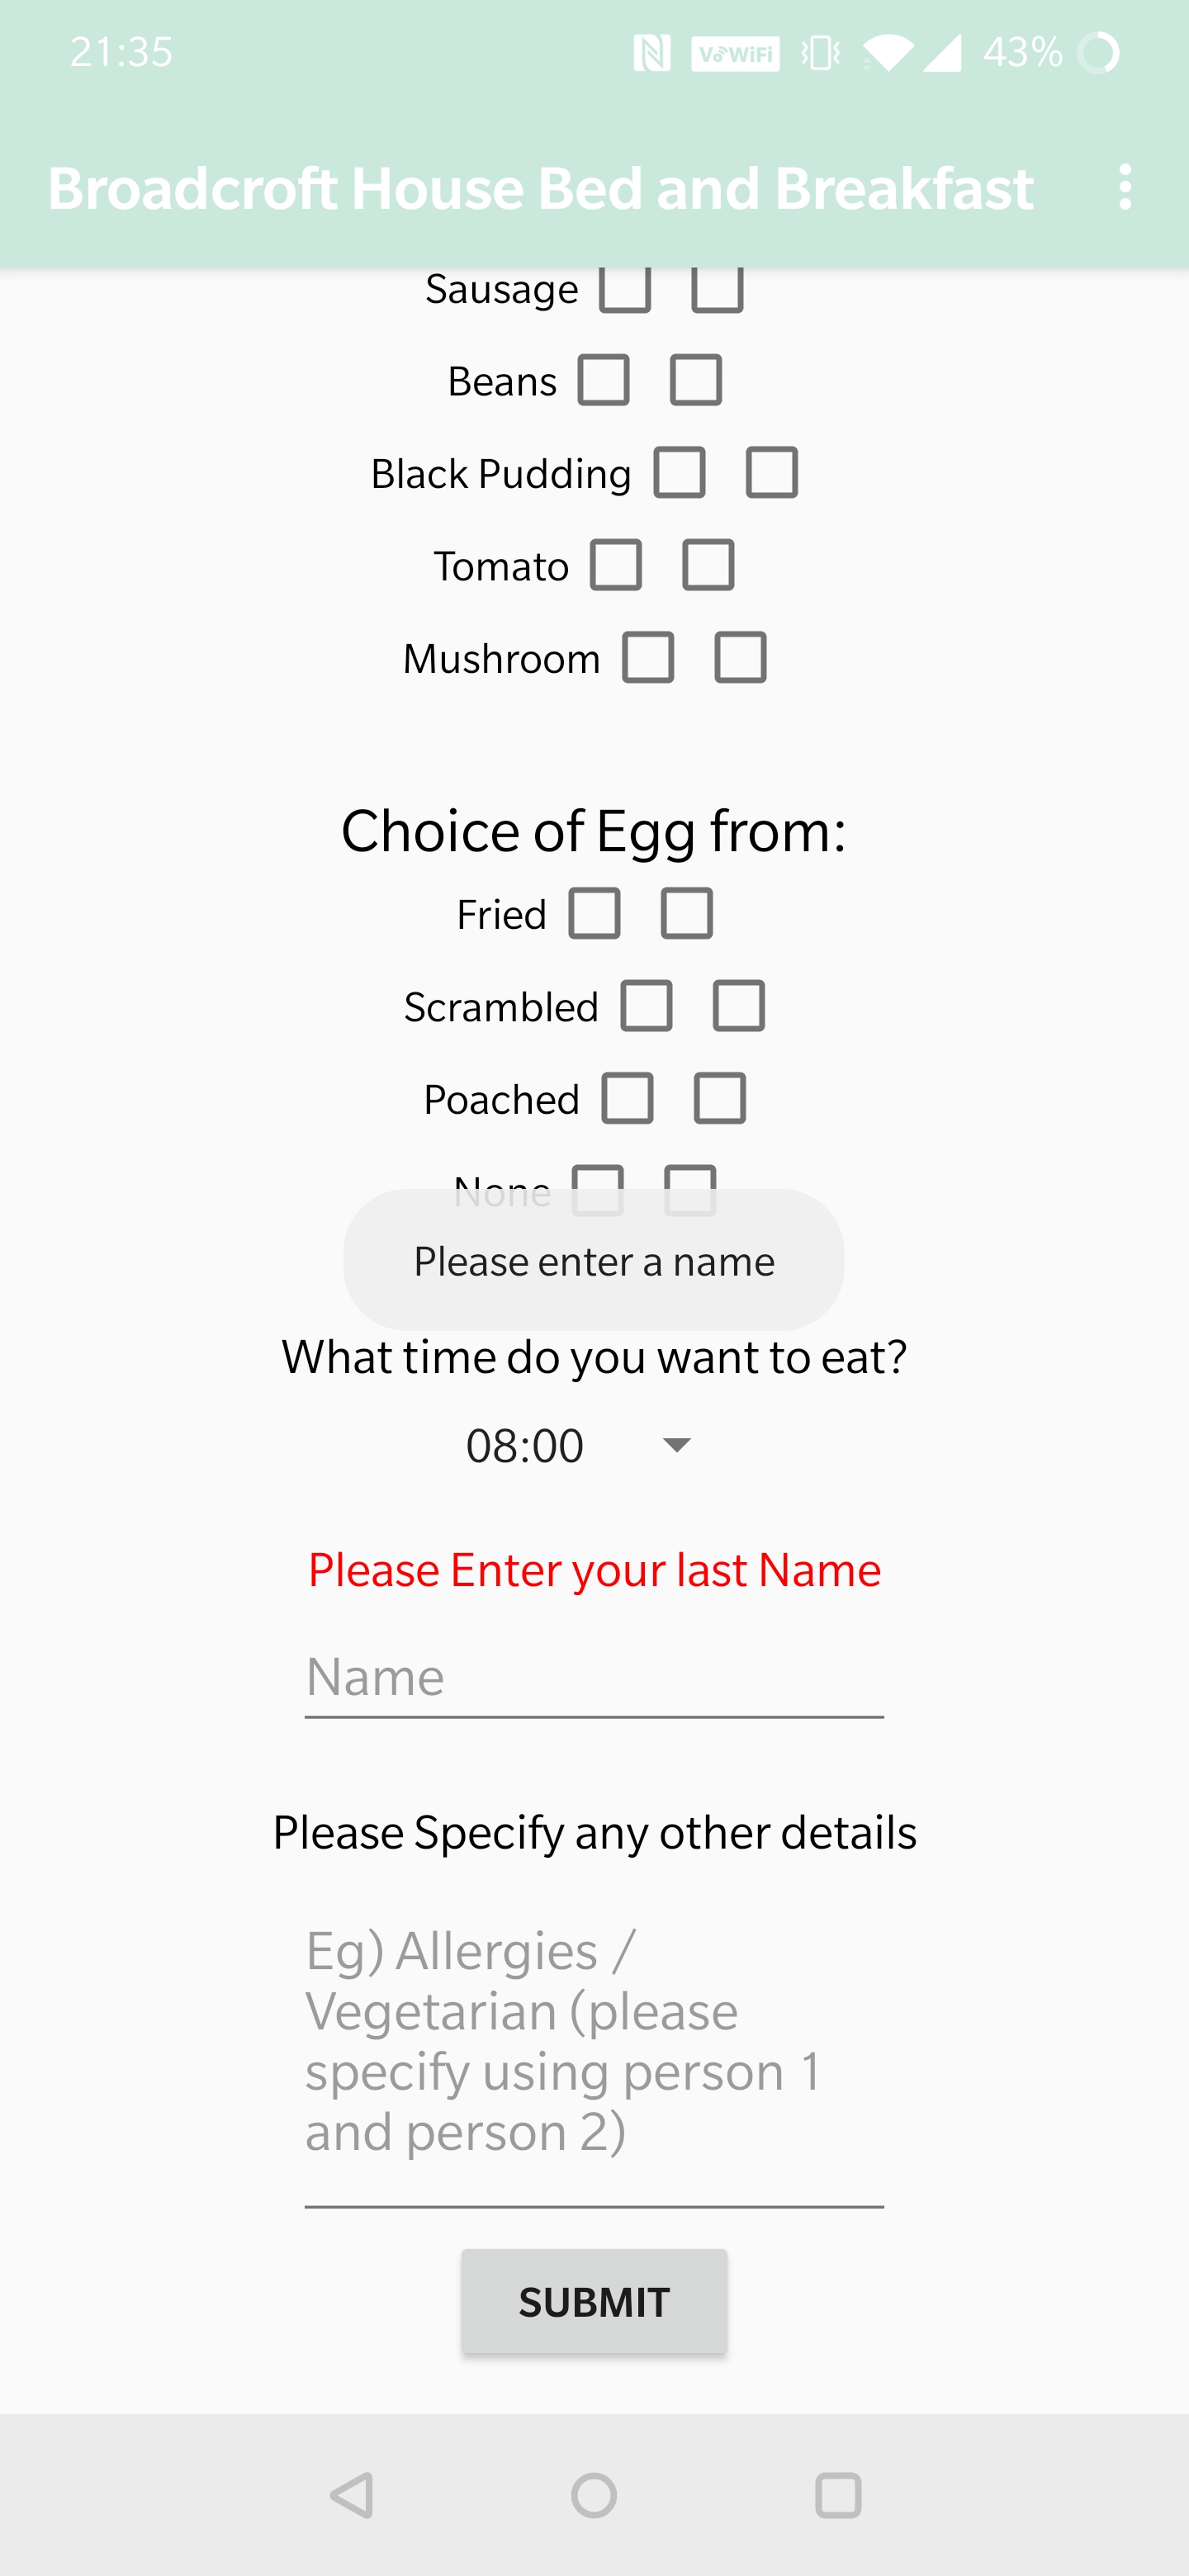 21:35
VoWiFi
43%
Broadcroft House Bed and Breakfast
Sausage
Beans
Black Pudding
Tomato
Mushroom
Choice of Egg from:
Fried
Scrambled
Poached
None
Please enter a name
What time do you want to eat?
08:00
Please Enter your last Name
Name
Please Specify any other details
Eg) Allergies /
Vegetarian (please
specify using person 1
and person 2)
SUBMIT